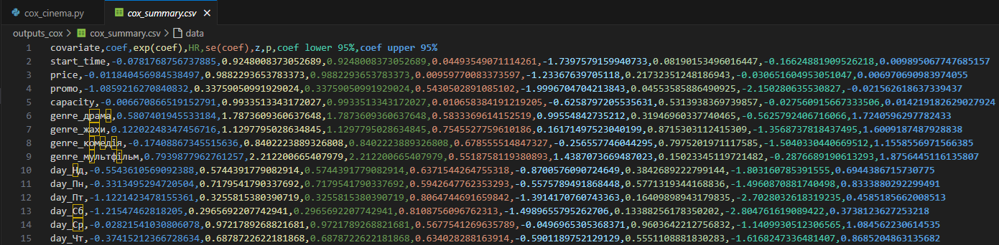 cox_cinema.py
cox_summary.csv
outputs_cox > cox_summary.csv > data
1 covariate,coef,exp(coef),HR,se(coef),z,p,coef lower 95%,coef upper 95%
2 start_time,-0.0781768756737885,0.9248008373052689,0.9248008373052689,0.04493549071114261,-1.7397579159940733,0.08190153496016447,-0.16624881909526218,0.009895067747685157
3 price,-0.011840456984538497,0.9882293653783373,0.9882293653783373,0.00959770083373597,-1.23367639705118,0.21732351248186943,-0.030651604953051047,0.006970690983974055
4 promo,-1.0859216270840832,0.33759050991929024,0.33759050991929024,0.5430502891085102,-1.9996704704213843,0.04553585886490925,-2.150280635530827,-0.021562618637339437
5 capacity,-0.006670866519152791,0.9933513343172027,0.9933513343172027,0.010658384191219205,-0.6258797205535631,0.5313938369739857,-0.027560915667333506,0.014219182629027924
6 genre_драма,0.5807401945533184,1.7873609360637648,1.7873609360637648,0.5833369614152519,0.99554842735212,0.31946960337740465,-0.5625792406716066,1.7240596297782433
7 genre_жахи,0.12202248347456716,1.1297795028634845,1.1297795028634845,0.7545527759610186,0.16171497523040199,0.8715303112415309,-1.3568737818437495,1.6009187487928838
8 genre_комедія,-0.17408867345515636,0.8402223889326808,0.8402223889326808,0.678555514847327,-0.256557746044295,0.7975201971117585,-1.5040330440669512,1.1558556971566385
9 genre_мультфільм,0.7939877962761257,2.212200665407979,2.212200665407979,0.5518758119380893,1.4387073669487023,0.15023345119721482,-0.2876689190613293,1.8756445116135807
10 day_Нд,-0.5543610569092388,0.5744391779082914,0.5744391779082914,0.6371544264755318,-0.8700576090724649,0.3842689222799144,-1.803160785391555,0.6944386715730775
11 day_Пн,-0.3313495294720504,0.7179541790337692,0.7179541790337692,0.5942647762353293,-0.5575789491868448,0.5771319344168836,-1.4960870881740498,0.8333880292299491
12 day_Пт,-1.1221423478155361,0.3255815380390719,0.3255815380390719,0.8064744691659842,-1.3914170760743363,0.16409898943179835,-2.7028032618319235,0.4585185662008513
13 day_Сб,-1.21547462818205,0.2965692207742941,0.2965692207742941,0.8108756096762313,-1.4989655795262706,0.13388256178350202,-2.804761619089422,0.3738123627253218
14 day_Ср,-0.02821541030806078,0.9721789268821681,0.9721789268821681,0.5677541269635789,-0.0496965305368371,0.9603642212756832,-1.1409930512306565,1.084562230614535
15 day_Чт,-0.37415212366728634,0.6878722622181868,0.6878722622181868,0.634028288163914,-0.5901189752129129,0.5551108881830283,-1.6168247336481407,0.8685204863135682